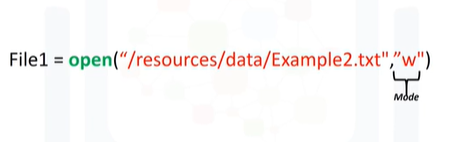 File1 = open(“/resources/data/Example2.txt",”w")
Mode